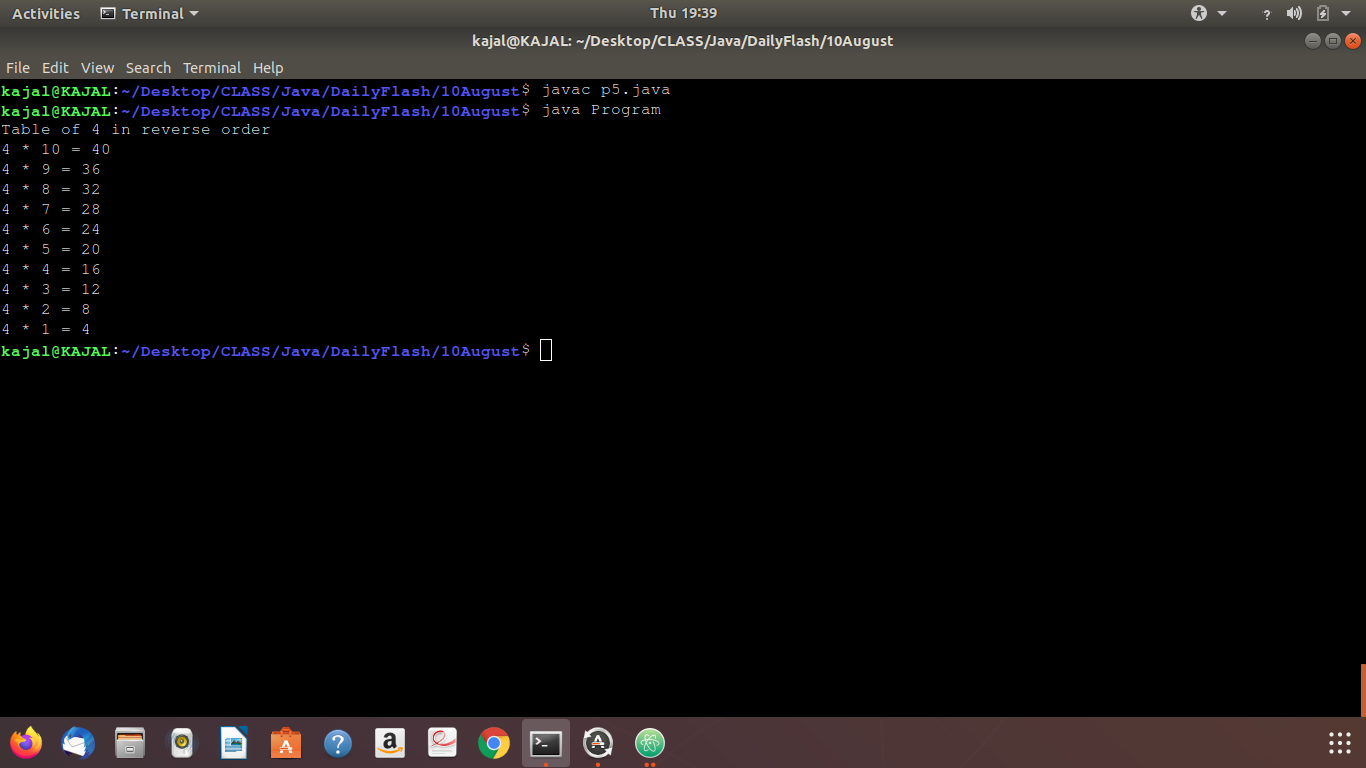 Activities Terminal Thu 19:39 ?
kajal@KAJAL: ~/Desktop/CLASS/Java/DailyFlash/10August
File Edit View Search Terminal Help
kajal@KAJAL:~/Desktop/CLASS/Java/DailyFlash/10August$ javac p5.java
kajal@KAJAL:~/Desktop/CLASS/Java/DailyFlash/10August$ java Program
Table of 4 in reverse order
4 * 10 = 40
4 * 9 = 36
4 * 8 = 32
4 * 7 = 28
4 * 6 = 24
4 * 5 = 20
4 * 4 = 16
4 * 3 = 12
4 * 2 = 8
4 * 1 = 4
kajal@KAJAL:~/Desktop/CLASS/Java/DailyFlash/10August$